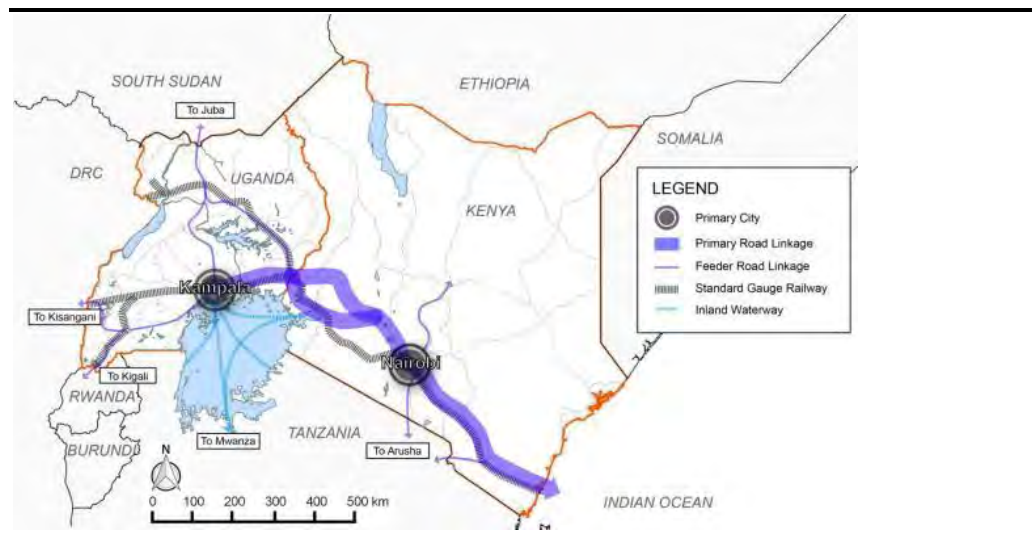 SOUTH SUDAN
ETHIOPIA
To Juba
SOMALIA
DRC
UGANDA
LEGEND
KENYA
Primary City
Primary Road Linkage
Feeder Road Linkage
Kampala
Standard Gauge Railway
Inland Waterway
To Kisangani
Nairobi
To Kigali
RWANDA
To Mwanza
TANZANIA
BURUNDI
To Arusha
N
0 100 200 300 400 500 km
INDIAN OCEAN